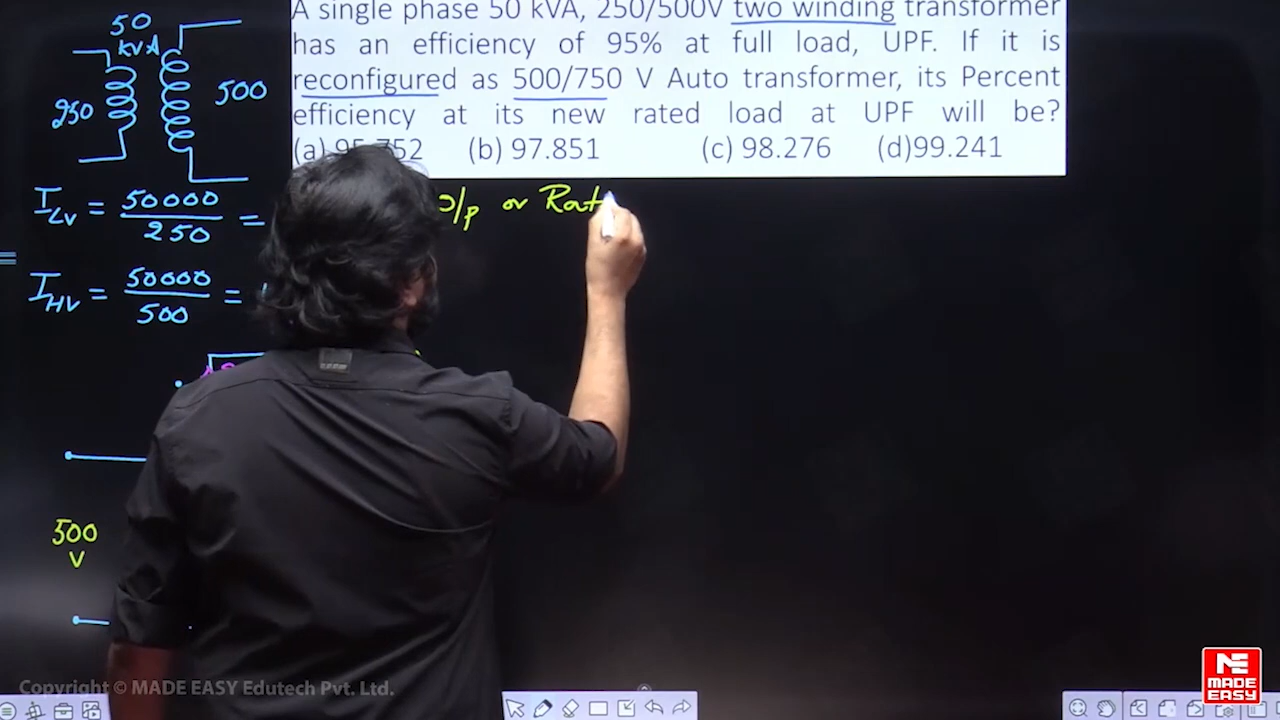 A single phase 50 kVA, 250/500V two winding transformer
has an efficiency of 95% at full load, UPF. If it is
reconfigured as 500/750 V Auto transformer, its Percent
efficiency at its new rated load at UPF will be?
(a) 95.752 (b) 97.851 (c) 98.276 (d)99.241
50
kVA
250
500
I_LV = 50000/250 =
I_HV = 50000/500 =
O/p or Rat
500
V
Copyright © MADE EASY Edutech Pvt. Ltd.
MADE
EASY